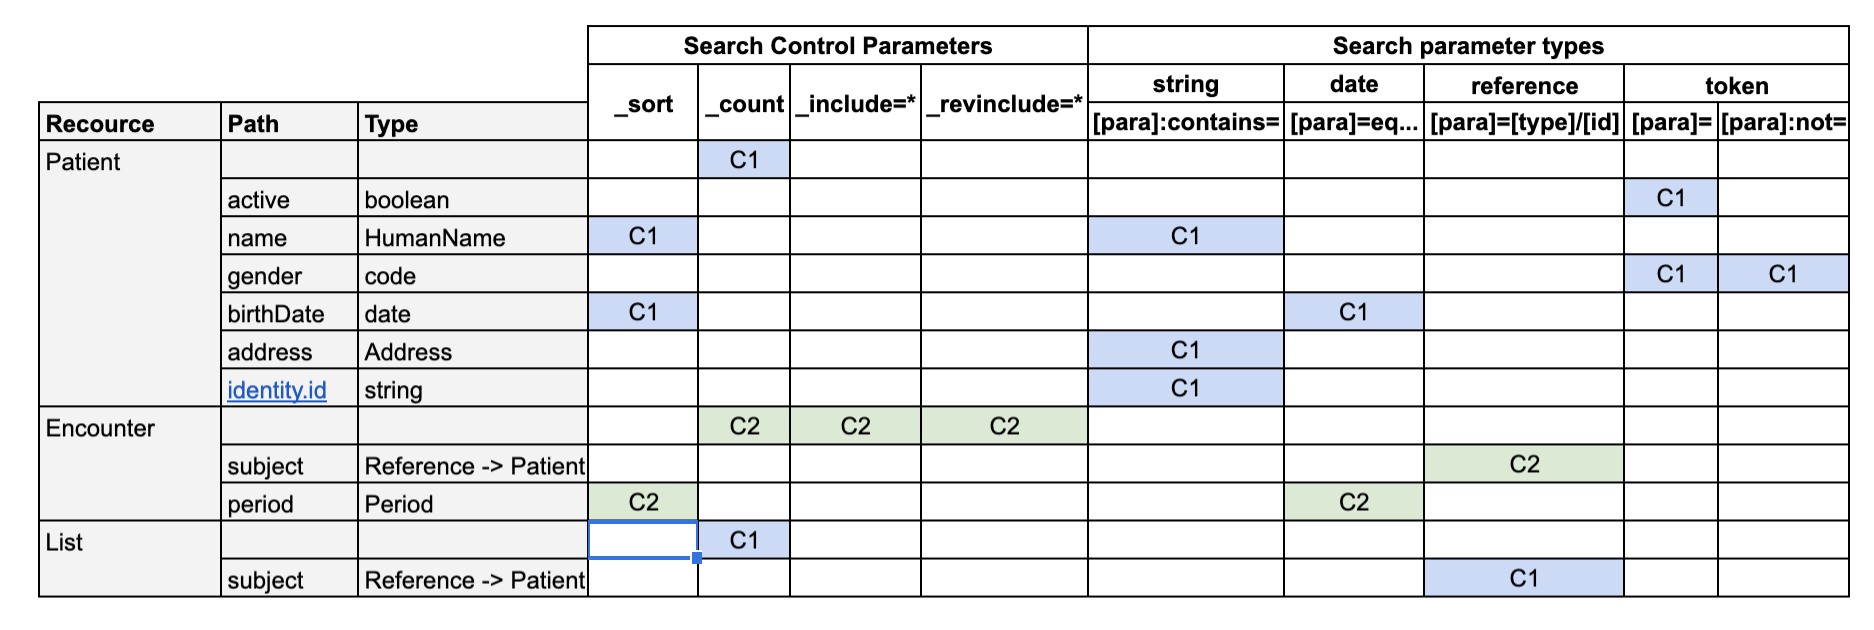 Search Control Parameters Search parameter types
_sort _count _include=* _revinclude=* string date reference token
Recource Path Type [para]:contains= [para]=eq... [para]=[type]/[id] [para]= [para]:not=
Patient C1
active boolean C1
name HumanName C1 C1
gender code C1 C1
birthDate date C1 C1
address Address C1
identity.id string C1
Encounter C2 C2 C2
subject Reference -> Patient C2
period Period C2 C2
List C1
subject Reference -> Patient C1